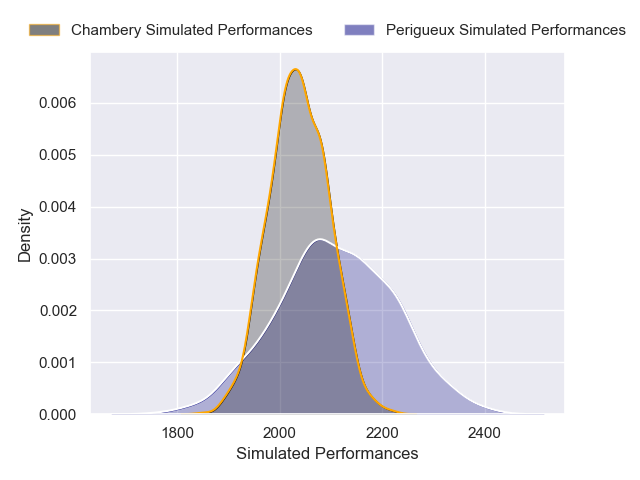 Chambery Simulated Performances Perigueux Simulated Performances
0.006
0.005
0.004
0.003
0.002
0.001
0.000
Density
1800 2000 2200 2400
Simulated Performances